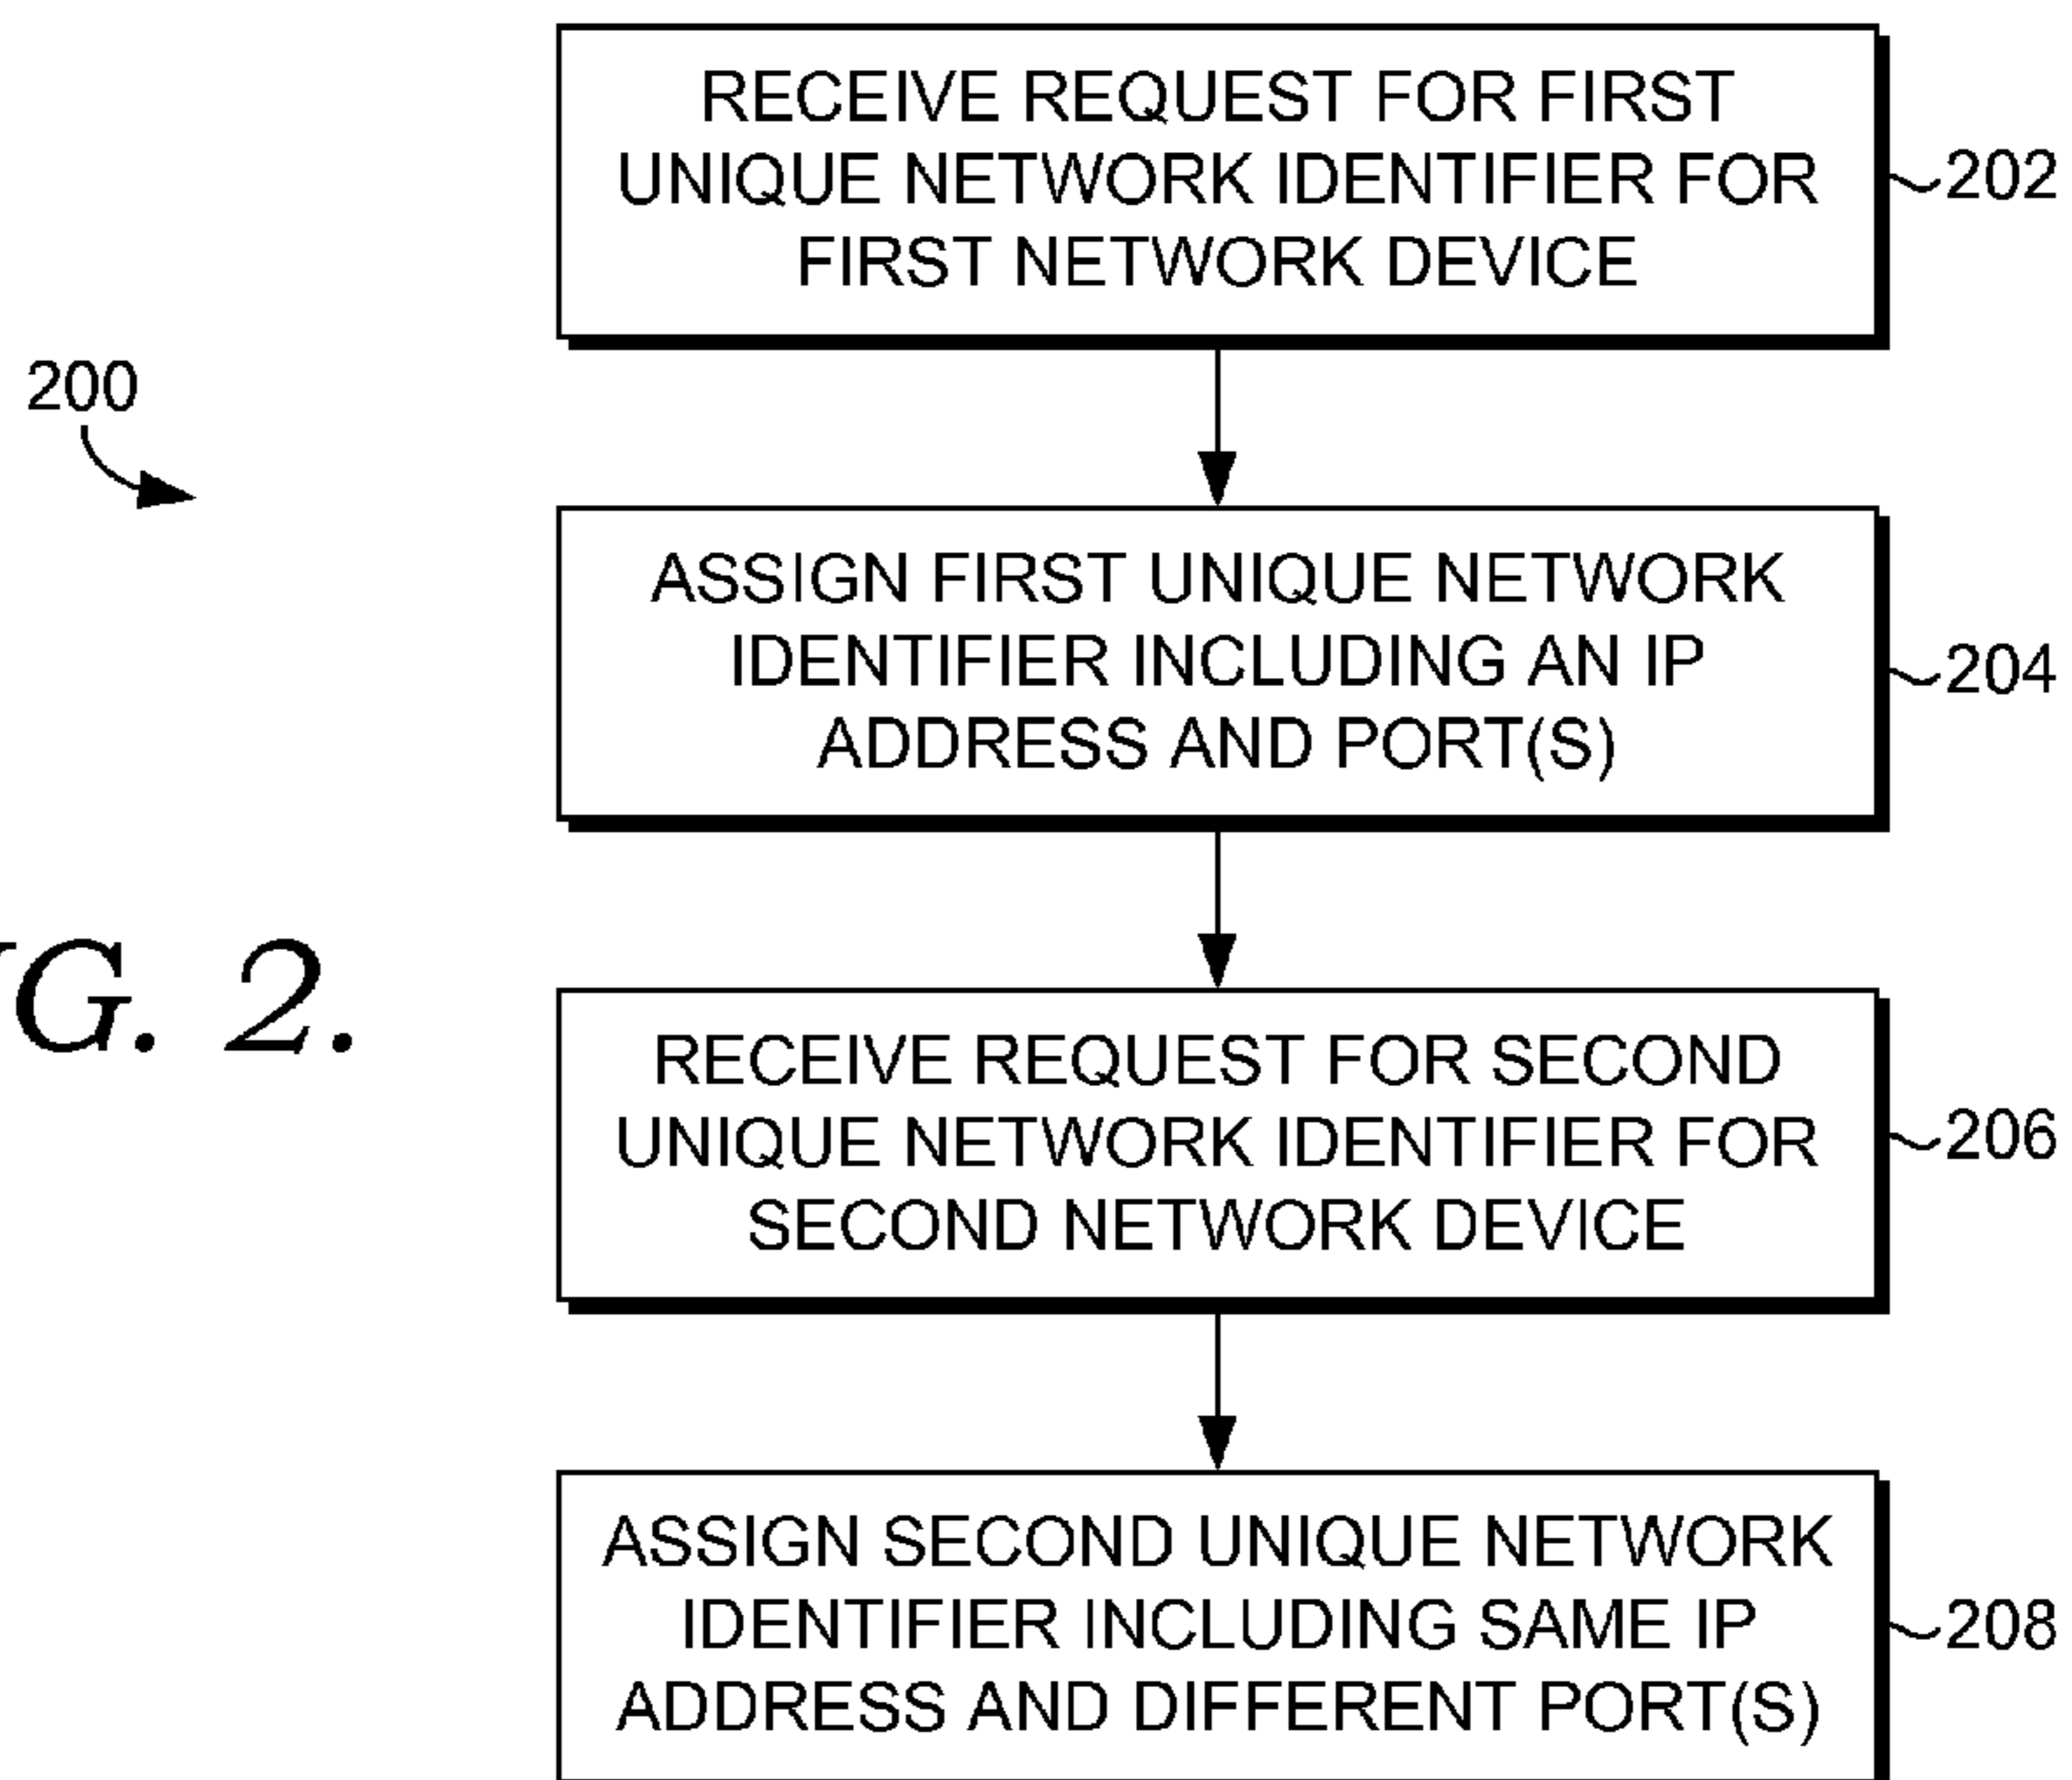 RECEIVE REQUEST FOR FIRST
UNIQUE NETWORK IDENTIFIER FOR
FIRST NETWORK DEVICE
202
200
ASSIGN FIRST UNIQUE NETWORK
IDENTIFIER INCLUDING AN IP
ADDRESS AND PORT(S)
204
G. 2.
RECEIVE REQUEST FOR SECOND
UNIQUE NETWORK IDENTIFIER FOR
SECOND NETWORK DEVICE
206
ASSIGN SECOND UNIQUE NETWORK
IDENTIFIER INCLUDING SAME IP
ADDRESS AND DIFFERENT PORT(S)
208